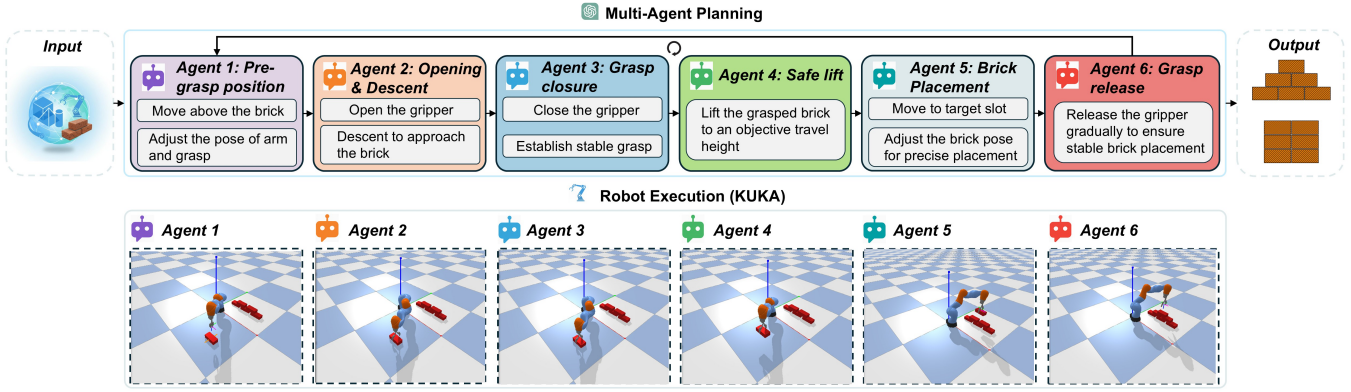 Multi-Agent Planning
Input
Output
Agent 1: Pre-
grasp position
Move above the brick
Adjust the pose of arm
and grasp
Agent 2: Opening
& Descent
Open the gripper
Descent to approach
the brick
Agent 3: Grasp
closure
Close the gripper
Establish stable grasp
Agent 4: Safe lift
Lift the grasped brick
to an objective travel
height
Agent 5: Brick
Placement
Move to target slot
Adjust the brick pose
for precise placement
Agent 6: Grasp
release
Release the gripper
gradually to ensure
stable brick placement
Robot Execution (KUKA)
Agent 1
Agent 2
Agent 3
Agent 4
Agent 5
Agent 6